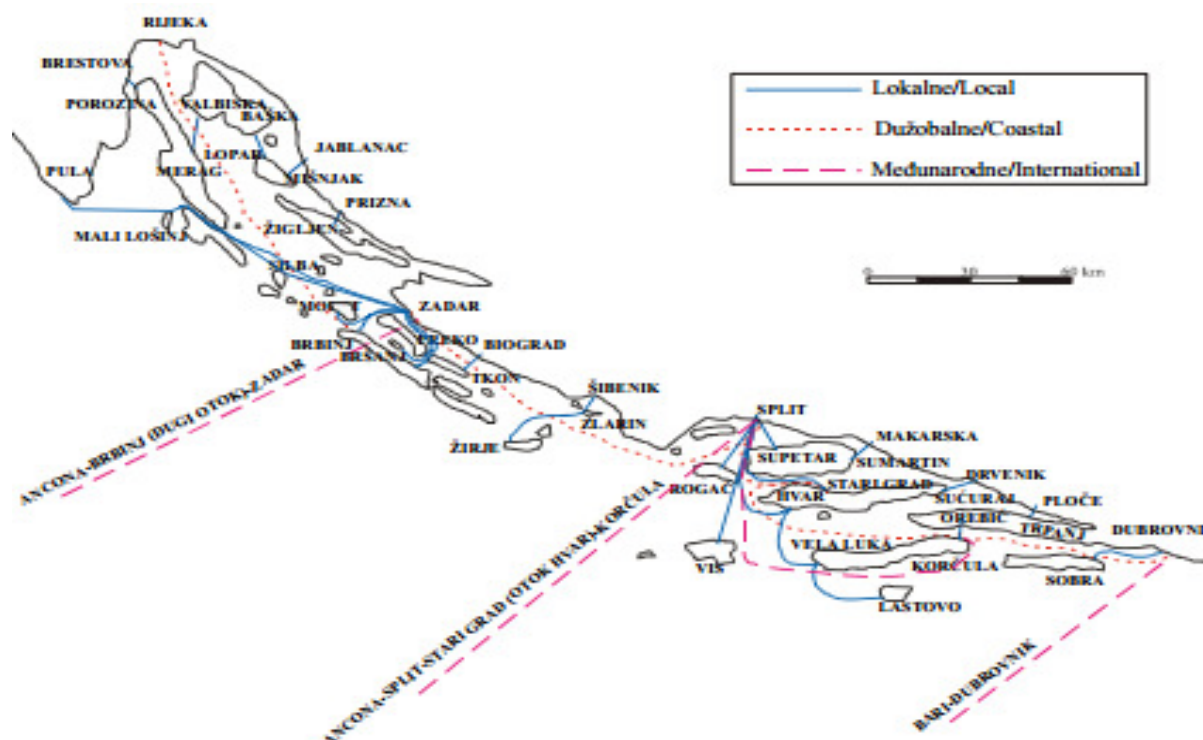 RIJEKA
BRESTOVA
POROZINA
VALBISKA
BAŠKA
LOPAR
JABLANAC
PULA
MERAG
MIŠNJAK
PRIZNA
MALI LOŠINJ
ŽIGLJEN
SILBA
ZADAR
PREKO
BRBINJ
BRŠANJ
BIOGRAD
TKON
ŠIBENIK
ZLARIN
ŽIRJE
SPLIT
MAKARSKA
SUPETAR
SUMARTIN
DRVENIK
ROGAČ
STARI GRAD
HVAR
SUĆURAJ
PLOČE
OREBIĆ
TRPANJ
DUBROVNI
VELA LUKA
VIS
KORČULA
SOBRA
LASTOVO
Lokalne/Local
Dužobalne/Coastal
Međunarodne/International
0 30 60 km
ANCONA-BRBINJ (DUGI OTOK)-ZADAR
ANCONA-SPLIT-STARI GRAD (OTOK HVAR)-KORČULA
BARI-DUBROVNIK